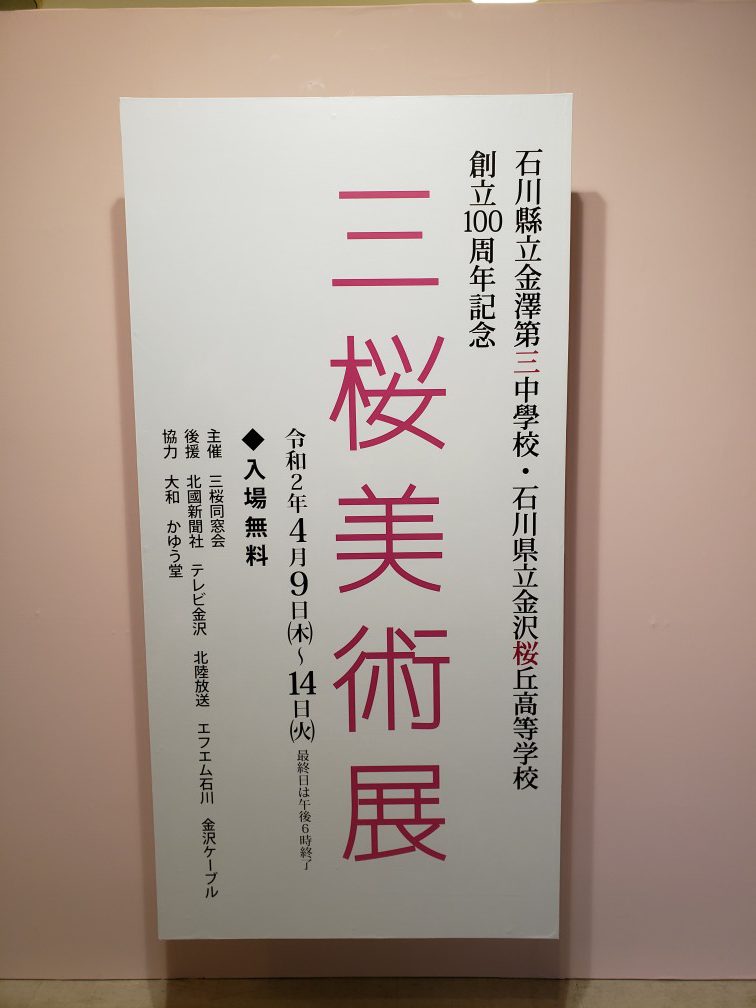 石川縣立金澤第三中學校・石川県立金沢桜丘高等学校
創立100周年記念
三桜美術展
令和2年4月9日(木)～14日(火) 最終日は午後6時終了
◆入場無料
主催 三桜同窓会
後援 北國新聞社 テレビ金沢 北陸放送 エフエム石川 金沢ケーブル
協力 大和 かゆう堂